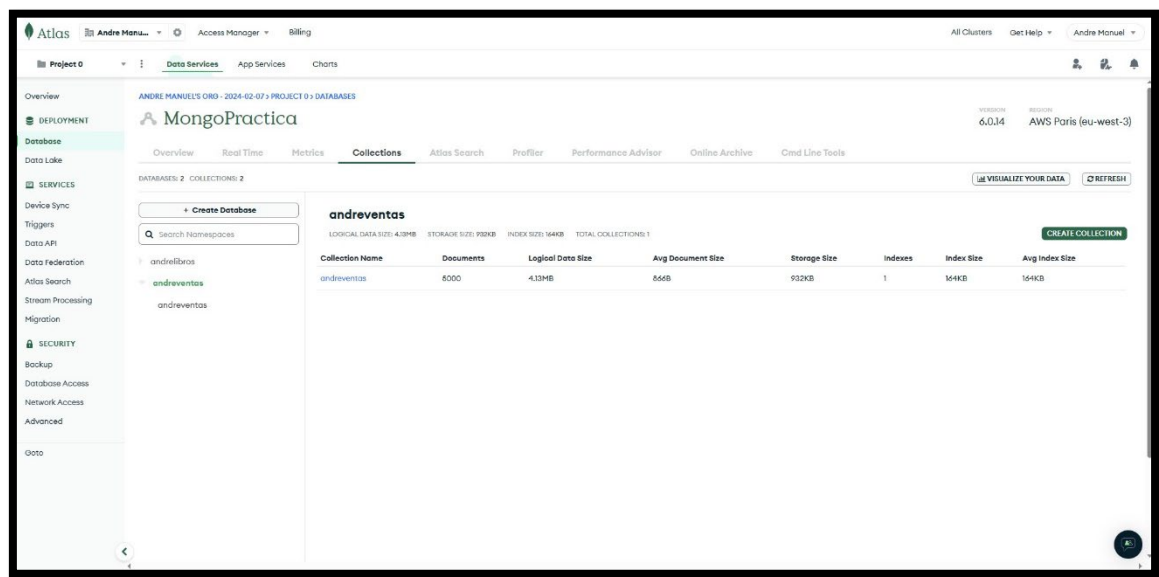 Atlas Andre Manu... Access Manager Billing All Clusters Get Help Andre Manuel
Project 0 Data Services App Services Charts
Overview
DEPLOYMENT
Database
Data Lake
SERVICES
Device Sync
Triggers
Data API
Data Federation
Atlas Search
Stream Processing
Migration
SECURITY
Backup
Database Access
Network Access
Advanced
Goto
ANDRE MANUEL'S ORG - 2024-02-07 > PROJECT 0 > DATABASES
MongoPractica
VERSION REGION
6.0.14 AWS Paris (eu-west-3)
Overview Real Time Metrics Collections Atlas Search Profiler Performance Advisor Online Archive Cmd Line Tools
DATABASES: 2 COLLECTIONS: 2 VISUALIZE YOUR DATA REFRESH
+ Create Database
Search Namespaces
andrelibros
andreventas
andreventas
andreventas
LOGICAL DATA SIZE: 4.13MB STORAGE SIZE: 932KB INDEX SIZE: 164KB TOTAL COLLECTIONS: 1 CREATE COLLECTION
Collection Name Documents Logical Data Size Avg Document Size Storage Size Indexes Index Size Avg Index Size
andreventas 4.13MB 932KB 1 164KB 164KB